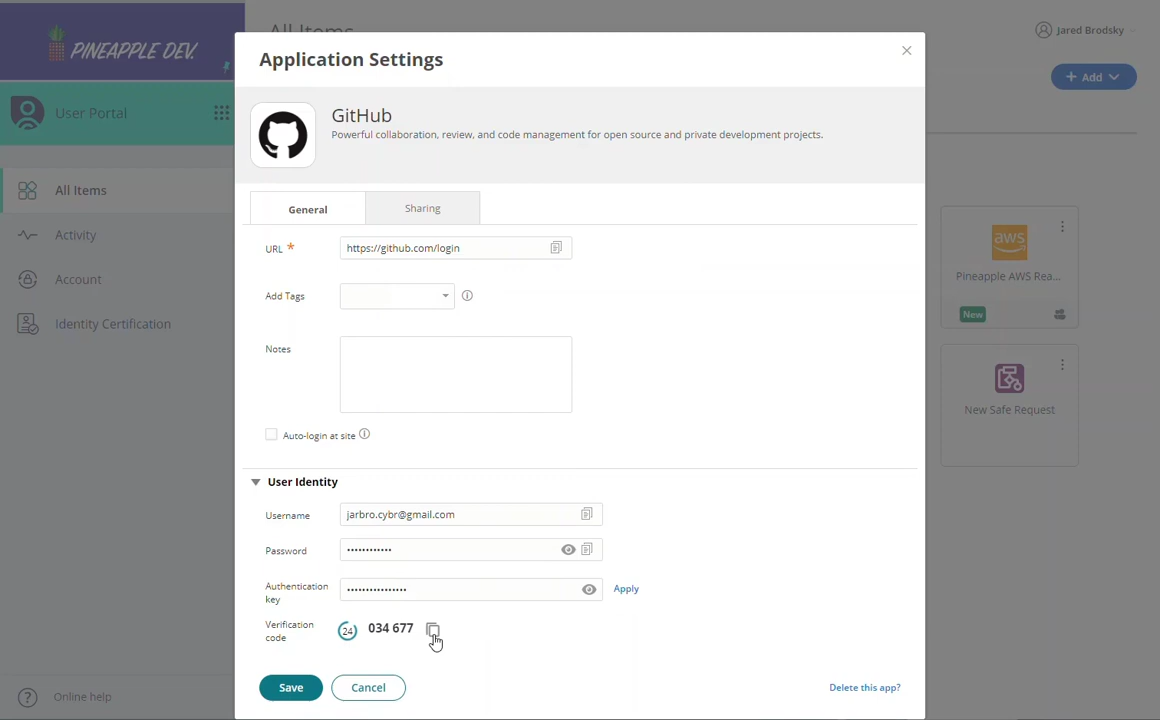 PINEAPPLE DEV.
All Items
Jared Brodsky
+ Add
User Portal
All Items
Activity
Account
Identity Certification
Online help
Application Settings
GitHub
Powerful collaboration, review, and code management for open source and private development projects.
General
Sharing
URL *
https://github.com/login
Add Tags
Notes
Auto-login at site
User Identity
Username
jarbro.cybr@gmail.com
Password
••••••••••••
Authentication
key
••••••••••••••••
Apply
Verification
code
24
034 677
Save
Cancel
Delete this app?
aws
Pineapple AWS Rea...
New
New Safe Request